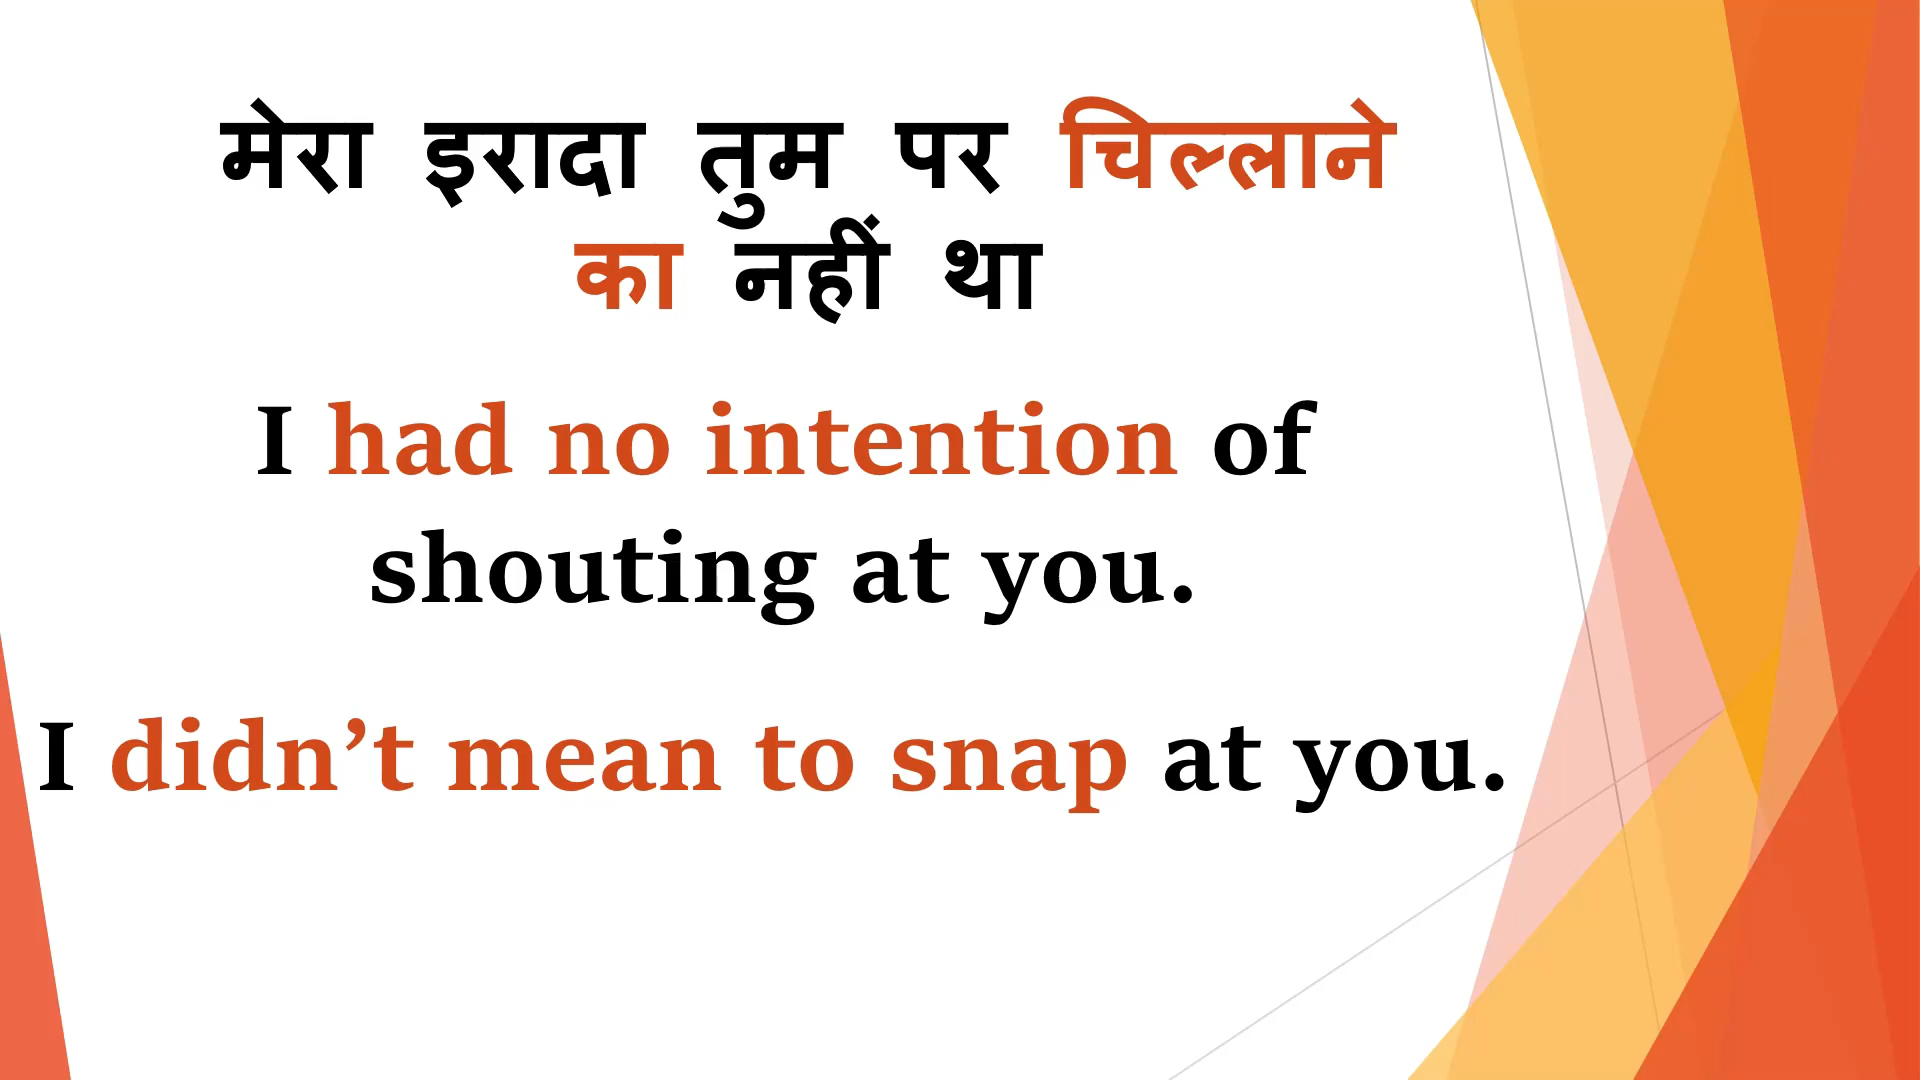 मेरा इरादा तुम पर चिल्लाने
का नहीं था
I had no intention of
shouting at you.
I didn’t mean to snap at you.